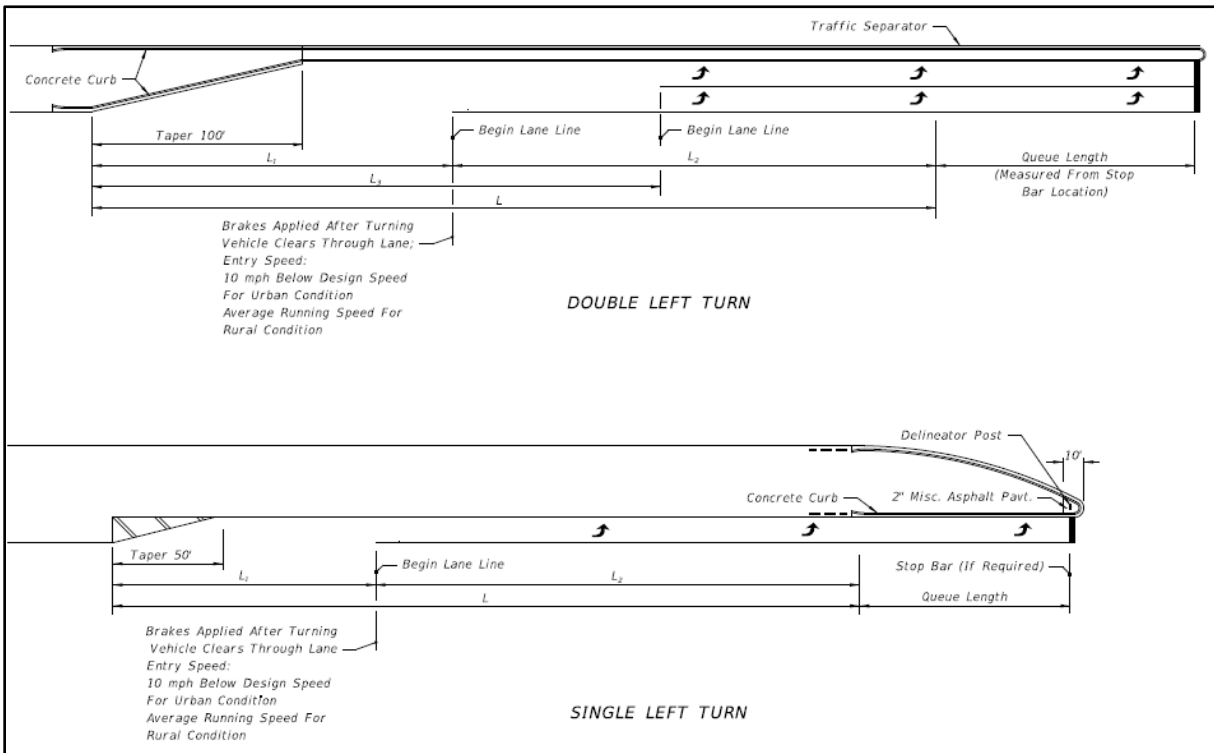 Traffic Separator
Concrete Curb
Taper 100'
Begin Lane Line
Begin Lane Line
L₁
L₂
Queue Length
(Measured From Stop
Bar Location)
L₃
L
Brakes Applied After Turning
Vehicle Clears Through Lane;
Entry Speed:
10 mph Below Design Speed
For Urban Condition
Average Running Speed For
Rural Condition
DOUBLE LEFT TURN
Delineator Post
10'
Concrete Curb
2" Misc. Asphalt Pavt.
Taper 50'
Begin Lane Line
Stop Bar (If Required)
L₁
L₂
L
Queue Length
Brakes Applied After Turning
Vehicle Clears Through Lane
Entry Speed:
10 mph Below Design Speed
For Urban Condition
Average Running Speed For
Rural Condition
SINGLE LEFT TURN